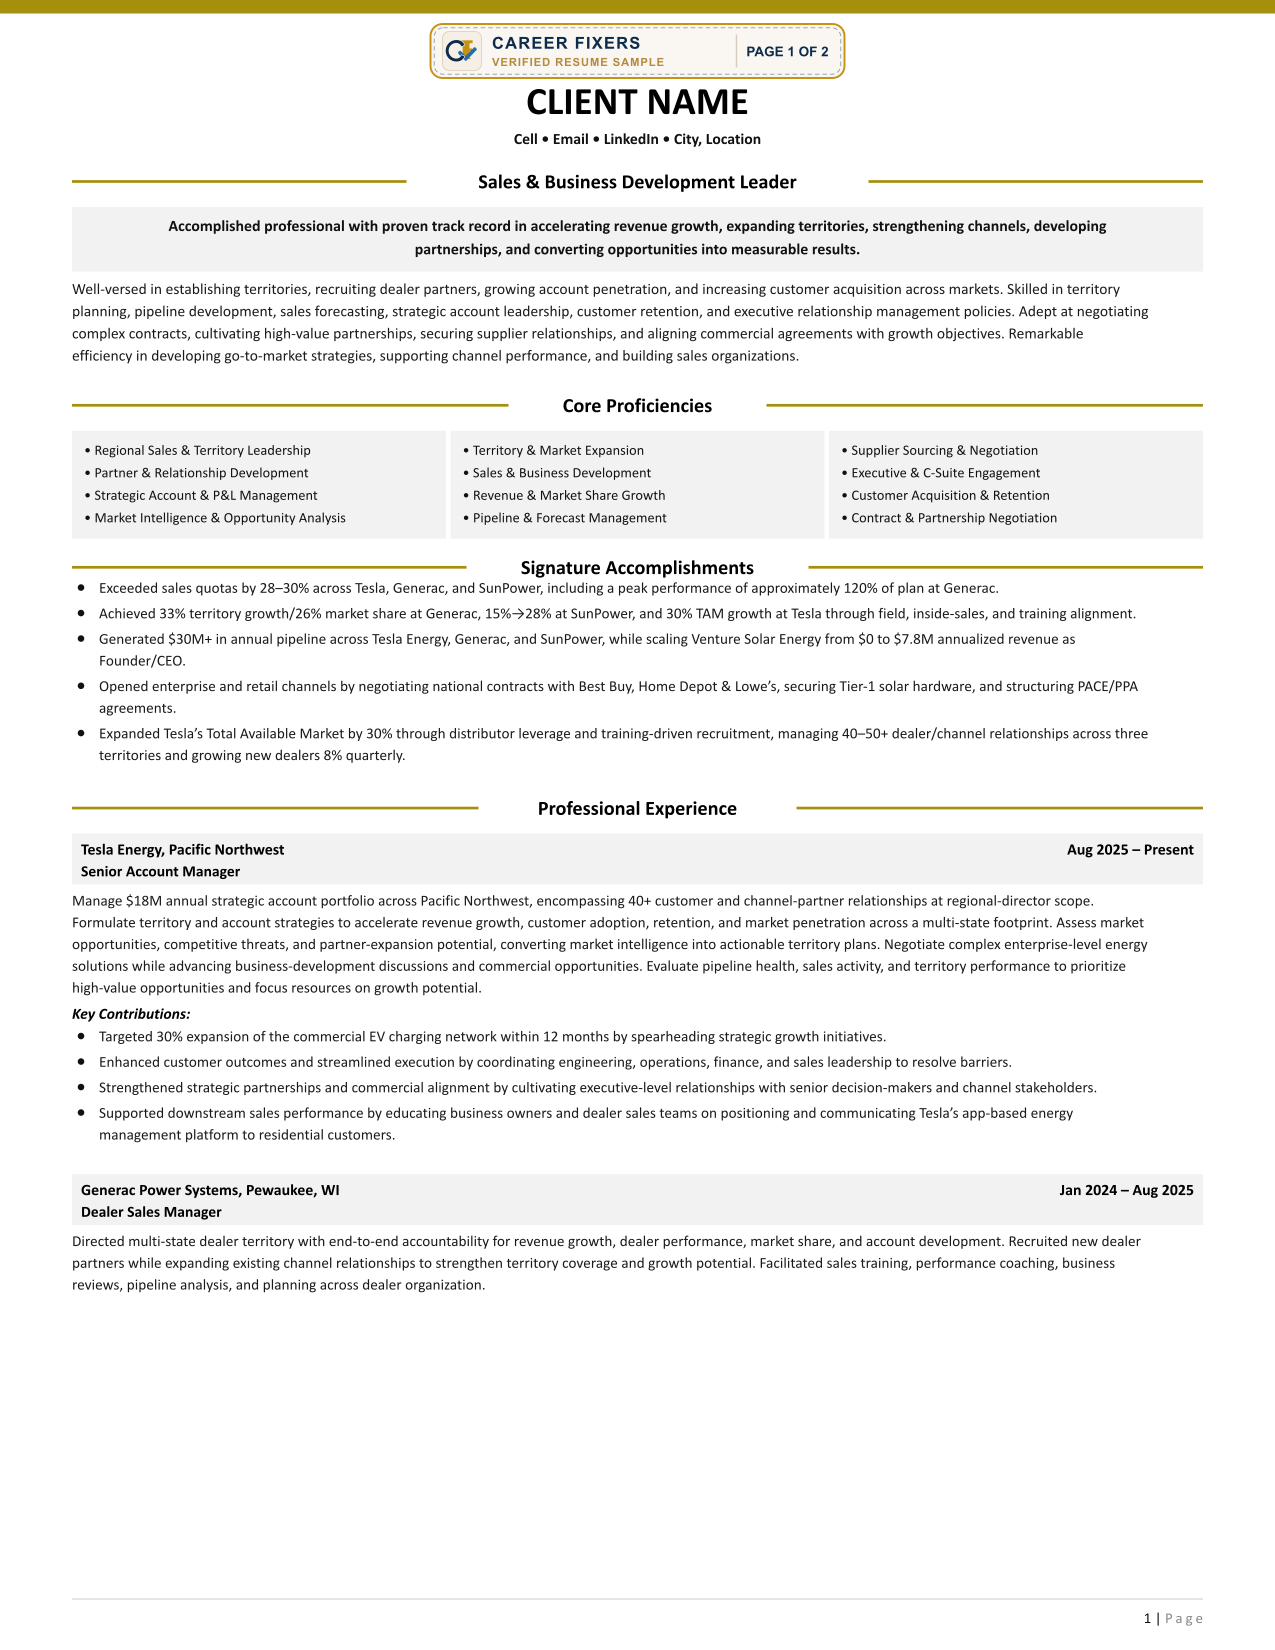 CAREER FIXERS
VERIFIED RESUME SAMPLE
PAGE 1 OF 2
CLIENT NAME
Cell • Email • LinkedIn • City, Location
Sales & Business Development Leader
Accomplished professional with proven track record in accelerating revenue growth, expanding territories, strengthening channels, developing
partnerships, and converting opportunities into measurable results.
Well-versed in establishing territories, recruiting dealer partners, growing account penetration, and increasing customer acquisition across markets. Skilled in territory
planning, pipeline development, sales forecasting, strategic account leadership, customer retention, and executive relationship management policies. Adept at negotiating
complex contracts, cultivating high-value partnerships, securing supplier relationships, and aligning commercial agreements with growth objectives. Remarkable
efficiency in developing go-to-market strategies, supporting channel performance, and building sales organizations.
Core Proficiencies
• Regional Sales & Territory Leadership
• Partner & Relationship Development
• Strategic Account & P&L Management
• Market Intelligence & Opportunity Analysis
• Territory & Market Expansion
• Sales & Business Development
• Revenue & Market Share Growth
• Pipeline & Forecast Management
• Supplier Sourcing & Negotiation
• Executive & C-Suite Engagement
• Customer Acquisition & Retention
• Contract & Partnership Negotiation
Signature Accomplishments
• Exceeded sales quotas by 28–30% across Tesla, Generac, and SunPower, including a peak performance of approximately 120% of plan at Generac.
• Achieved 33% territory growth/26% market share at Generac, 15%→28% at SunPower, and 30% TAM growth at Tesla through field, inside-sales, and training alignment.
• Generated $30M+ in annual pipeline across Tesla Energy, Generac, and SunPower, while scaling Venture Solar Energy from $0 to $7.8M annualized revenue as
Founder/CEO.
• Opened enterprise and retail channels by negotiating national contracts with Best Buy, Home Depot & Lowe's, securing Tier-1 solar hardware, and structuring PACE/PPA
agreements.
• Expanded Tesla's Total Available Market by 30% through distributor leverage and training-driven recruitment, managing 40–50+ dealer/channel relationships across three
territories and growing new dealers 8% quarterly.
Professional Experience
Tesla Energy, Pacific Northwest Aug 2025 – Present
Senior Account Manager
Manage $18M annual strategic account portfolio across Pacific Northwest, encompassing 40+ customer and channel-partner relationships at regional-director scope.
Formulate territory and account strategies to accelerate revenue growth, customer adoption, retention, and market penetration across a multi-state footprint. Assess market
opportunities, competitive threats, and partner-expansion potential, converting market intelligence into actionable territory plans. Negotiate complex enterprise-level energy
solutions while advancing business-development discussions and commercial opportunities. Evaluate pipeline health, sales activity, and territory performance to prioritize
high-value opportunities and focus resources on growth potential.
Key Contributions:
• Targeted 30% expansion of the commercial EV charging network within 12 months by spearheading strategic growth initiatives.
• Enhanced customer outcomes and streamlined execution by coordinating engineering, operations, finance, and sales leadership to resolve barriers.
• Strengthened strategic partnerships and commercial alignment by cultivating executive-level relationships with senior decision-makers and channel stakeholders.
• Supported downstream sales performance by educating business owners and dealer sales teams on positioning and communicating Tesla's app-based energy
management platform to residential customers.
Generac Power Systems, Pewaukee, WI Jan 2024 – Aug 2025
Dealer Sales Manager
Directed multi-state dealer territory with end-to-end accountability for revenue growth, dealer performance, market share, and account development. Recruited new dealer
partners while expanding existing channel relationships to strengthen territory coverage and growth potential. Facilitated sales training, performance coaching, business
reviews, pipeline analysis, and planning across dealer organization.
1 | Page